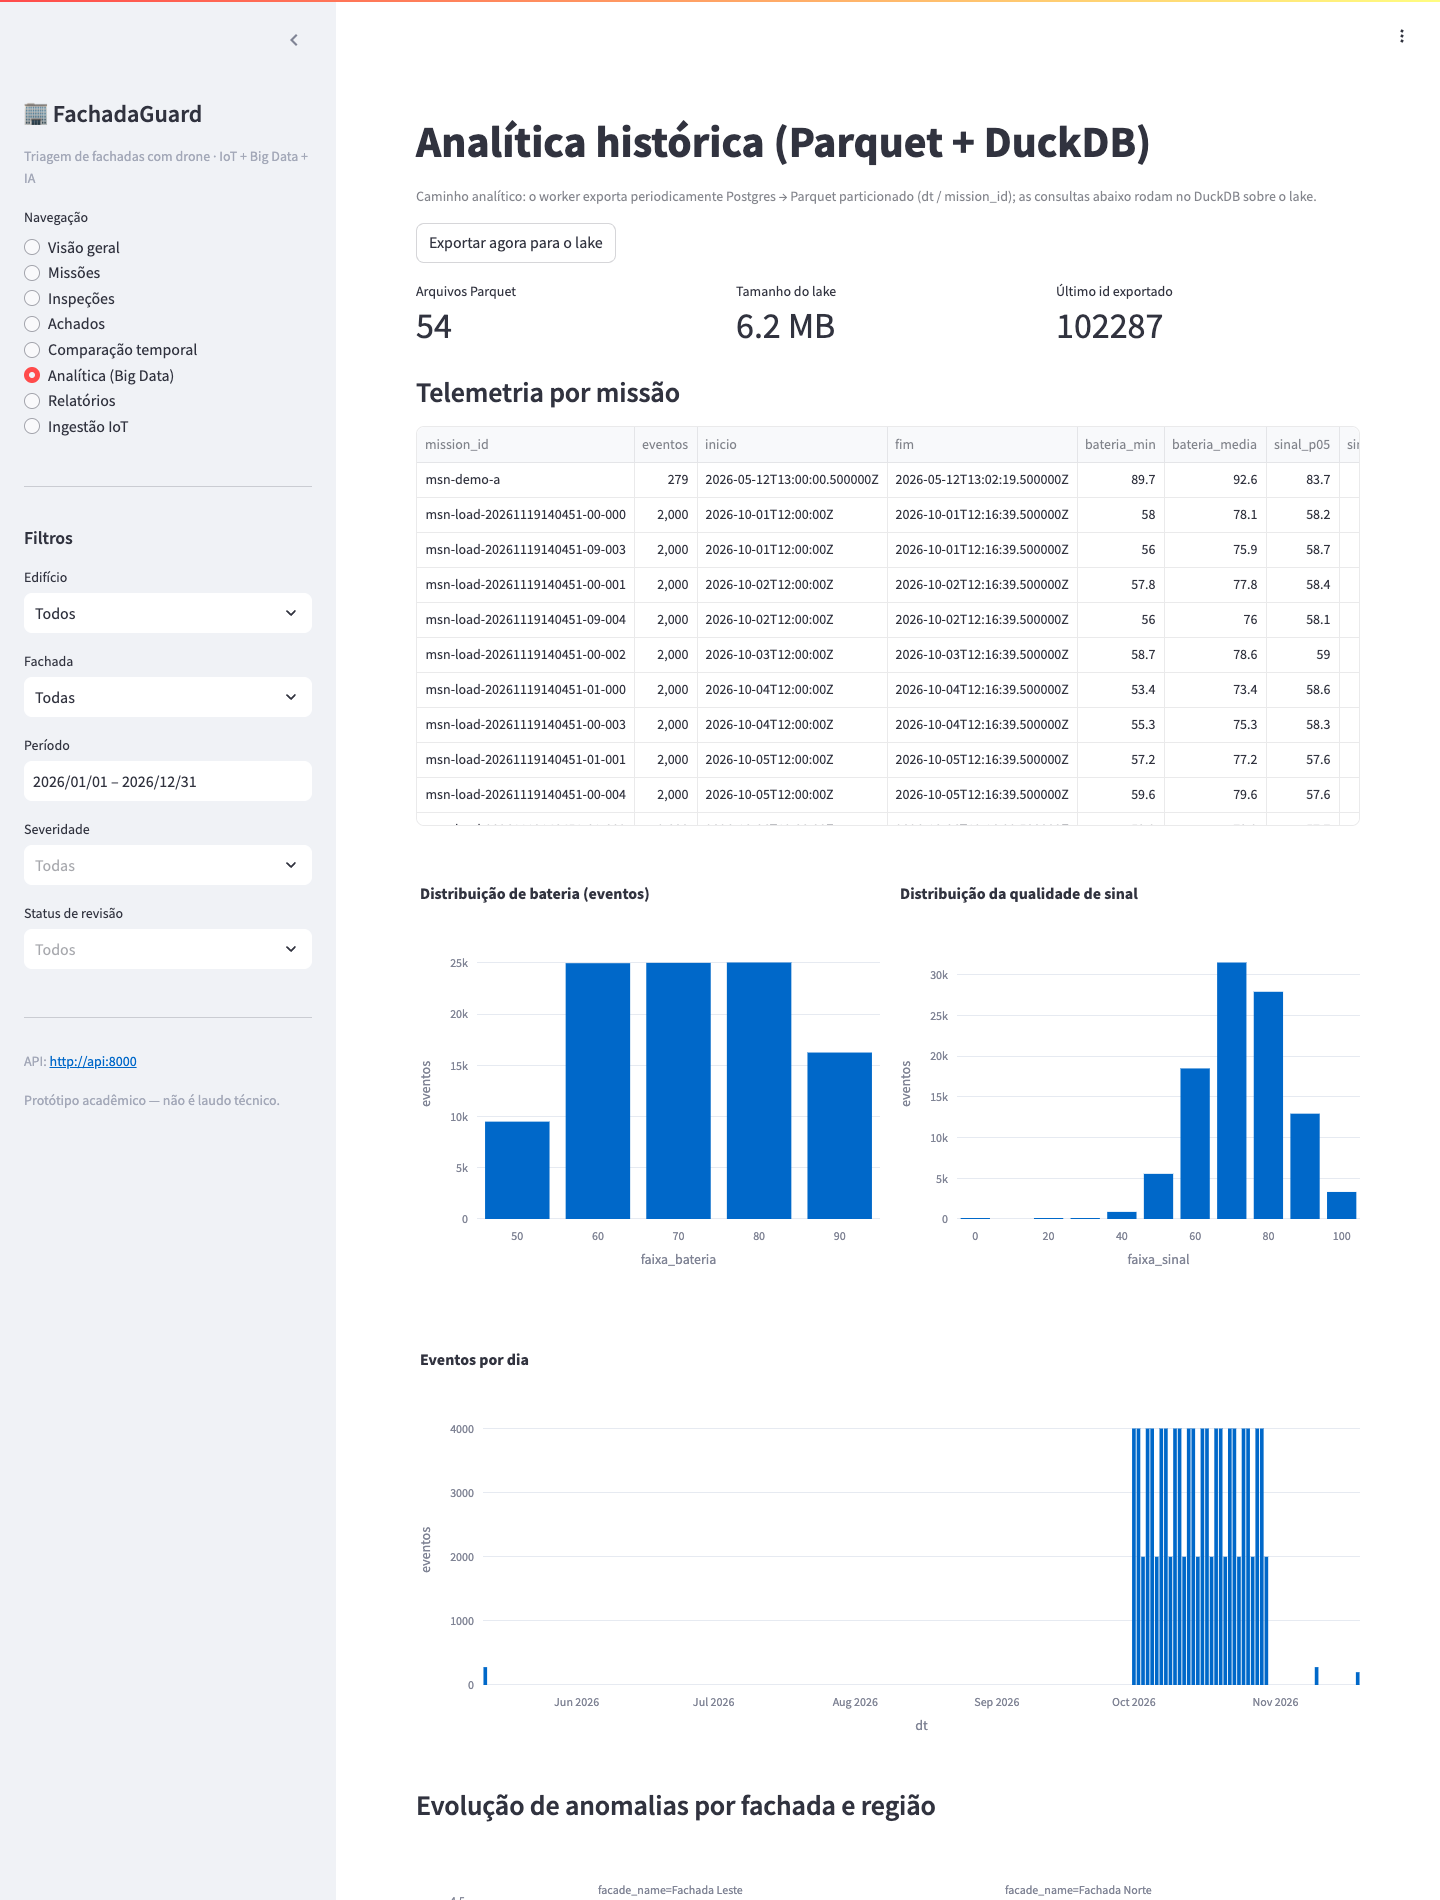 FachadaGuard
Triagem de fachadas com drone · IoT + Big Data +
IA
Navegação
Visão geral
Missões
Inspeções
Achados
Comparação temporal
Analítica (Big Data)
Relatórios
Ingestão IoT
Filtros
Edifício
Todos
Fachada
Todas
Período
2026/01/01 – 2026/12/31
Severidade
Todas
Status de revisão
Todos
API: http://api:8000
Protótipo acadêmico — não é laudo técnico.
Analítica histórica (Parquet + DuckDB)
Caminho analítico: o worker exporta periodicamente Postgres → Parquet particionado (dt / mission_id); as consultas abaixo rodam no DuckDB sobre o lake.
Exportar agora para o lake
Arquivos Parquet Tamanho do lake Último id exportado
54 6.2 MB 102287
Telemetria por missão
mission_id eventos inicio fim bateria_min bateria_media sinal_p05
msn-demo-a 279 2026-05-12T13:00:00.500000Z 2026-05-12T13:02:19.500000Z 89.7 92.6 83.7
msn-load-20261119140451-00-000 2,000 2026-10-01T12:00:00Z 2026-10-01T12:16:39.500000Z 58 78.1 58.2
msn-load-20261119140451-09-003 2,000 2026-10-01T12:00:00Z 2026-10-01T12:16:39.500000Z 56 75.9 58.7
msn-load-20261119140451-00-001 2,000 2026-10-02T12:00:00Z 2026-10-02T12:16:39.500000Z 57.8 77.8 58.4
msn-load-20261119140451-09-004 2,000 2026-10-02T12:00:00Z 2026-10-02T12:16:39.500000Z 56 76 58.1
msn-load-20261119140451-00-002 2,000 2026-10-03T12:00:00Z 2026-10-03T12:16:39.500000Z 58.7 78.6 59
msn-load-20261119140451-01-000 2,000 2026-10-04T12:00:00Z 2026-10-04T12:16:39.500000Z 53.4 73.4 58.6
msn-load-20261119140451-00-003 2,000 2026-10-04T12:00:00Z 2026-10-04T12:16:39.500000Z 55.3 75.3 58.3
msn-load-20261119140451-01-001 2,000 2026-10-05T12:00:00Z 2026-10-05T12:16:39.500000Z 57.2 77.2 57.6
msn-load-20261119140451-00-004 2,000 2026-10-05T12:00:00Z 2026-10-05T12:16:39.500000Z 59.6 79.6 57.6
Distribuição de bateria (eventos)
25k
20k
15k
10k
5k
0
eventos
50 60 70 80 90
faixa_bateria
Distribuição da qualidade de sinal
30k
25k
20k
15k
10k
5k
0
eventos
0 20 40 60 80 100
faixa_sinal
Eventos por dia
4000
3000
2000
1000
0
eventos
Jun 2026 Jul 2026 Aug 2026 Sep 2026 Oct 2026 Nov 2026
dt
Evolução de anomalias por fachada e região
facade_name=Fachada Leste facade_name=Fachada Norte